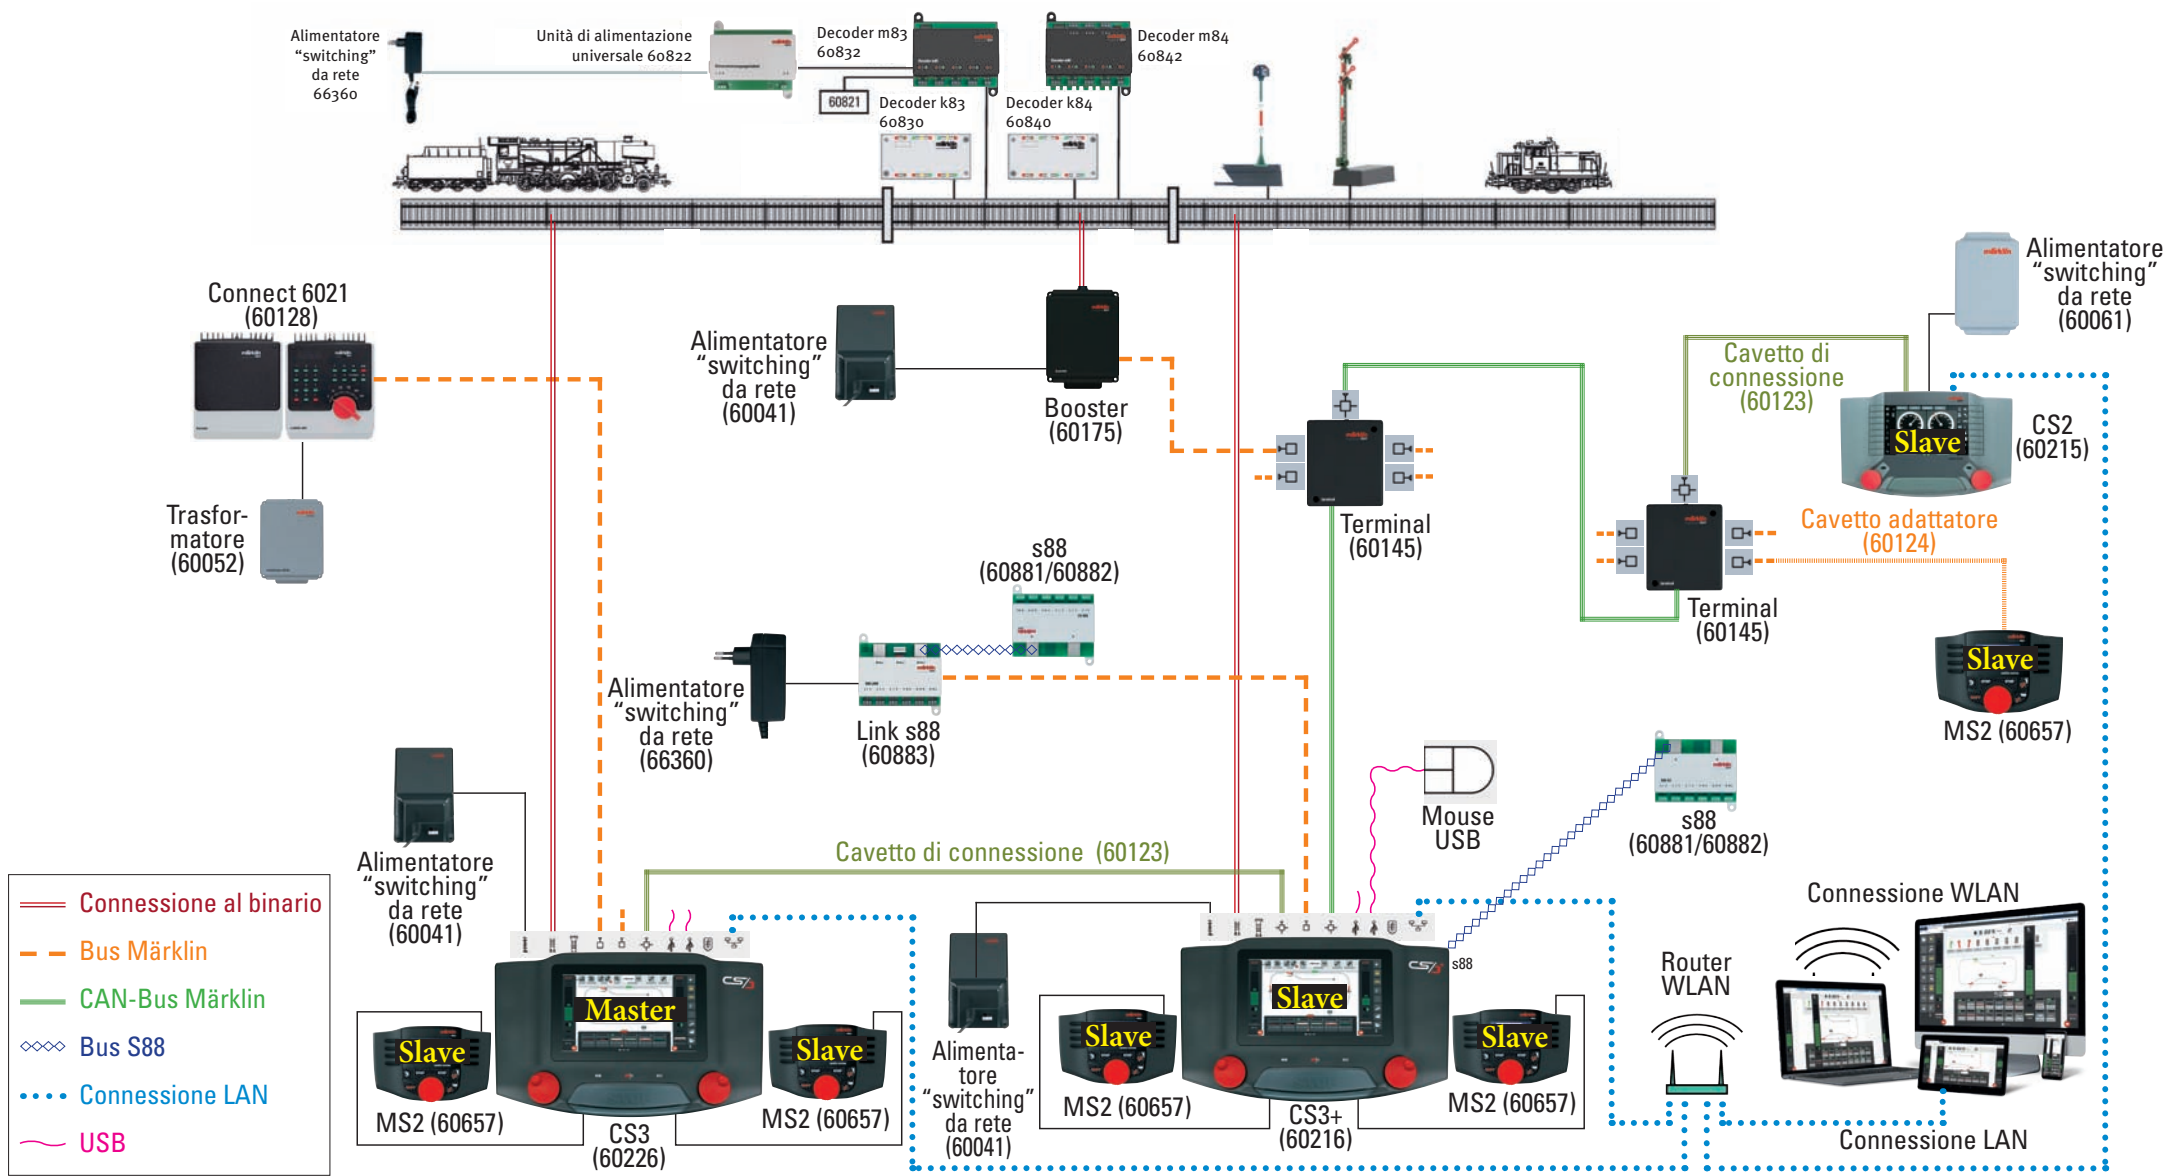 Alimentatore
“switching”
da rete
66360
Unità di alimentazione
universale 60822
Decoder m83
60832
Decoder m84
60842
60821
Decoder k83
60830
Decoder k84
60840
Connect 6021
(60128)
Trasfor-
matore
(60052)
Alimentatore
“switching”
da rete
(60041)
Booster
(60175)
Terminal
(60145)
Cavetto di
connessione
(60123)
Alimentatore
“switching”
da rete
(60061)
Slave
CS2
(60215)
Cavetto adattatore
(60124)
Terminal
(60145)
Slave
MS2 (60657)
s88
(60881/60882)
Alimentatore
“switching”
da rete
(66360)
Link s88
(60883)
Mouse
USB
s88
(60881/60882)
Alimentatore
“switching”
da rete
(60041)
Cavetto di connessione (60123)
Connessione al binario
Bus Märklin
CAN-Bus Märklin
Bus S88
Connessione LAN
USB
power
Master
Slave
MS2 (60657)
Slave
MS2 (60657)
CS3
(60226)
Alimenta-
tore
“switching”
da rete
(60041)
power
s88
Slave
Slave
MS2 (60657)
Slave
MS2 (60657)
CS3+
(60216)
Router
WLAN
Connessione WLAN
Connessione LAN